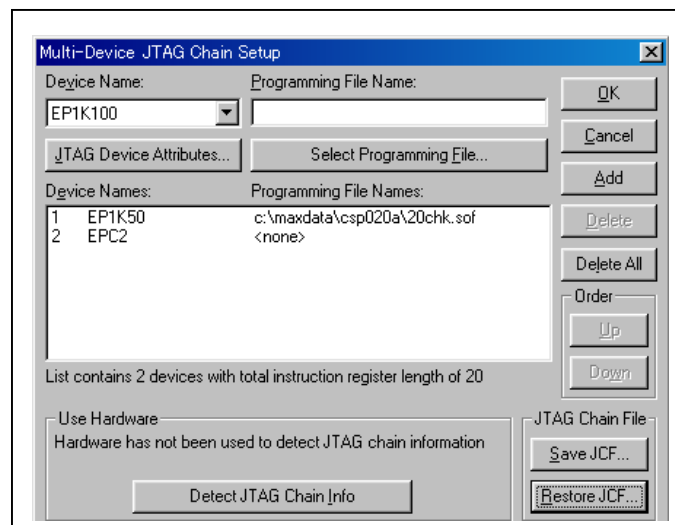 Multi-Device JTAG Chain Setup
Device Name:
Programming File Name:
OK
EP1K100
Cancel
JTAG Device Attributes...
Select Programming File...
Add
Device Names:
Programming File Names:
1 EP1K50 c:\maxdata\csp020a\20chk.sof
2 EPC2 <none>
Delete
Delete All
Order
Up
Down
List contains 2 devices with total instruction register length of 20
Use Hardware
Hardware has not been used to detect JTAG chain information
Detect JTAG Chain Info
JTAG Chain File
Save JCF...
Restore JCF...